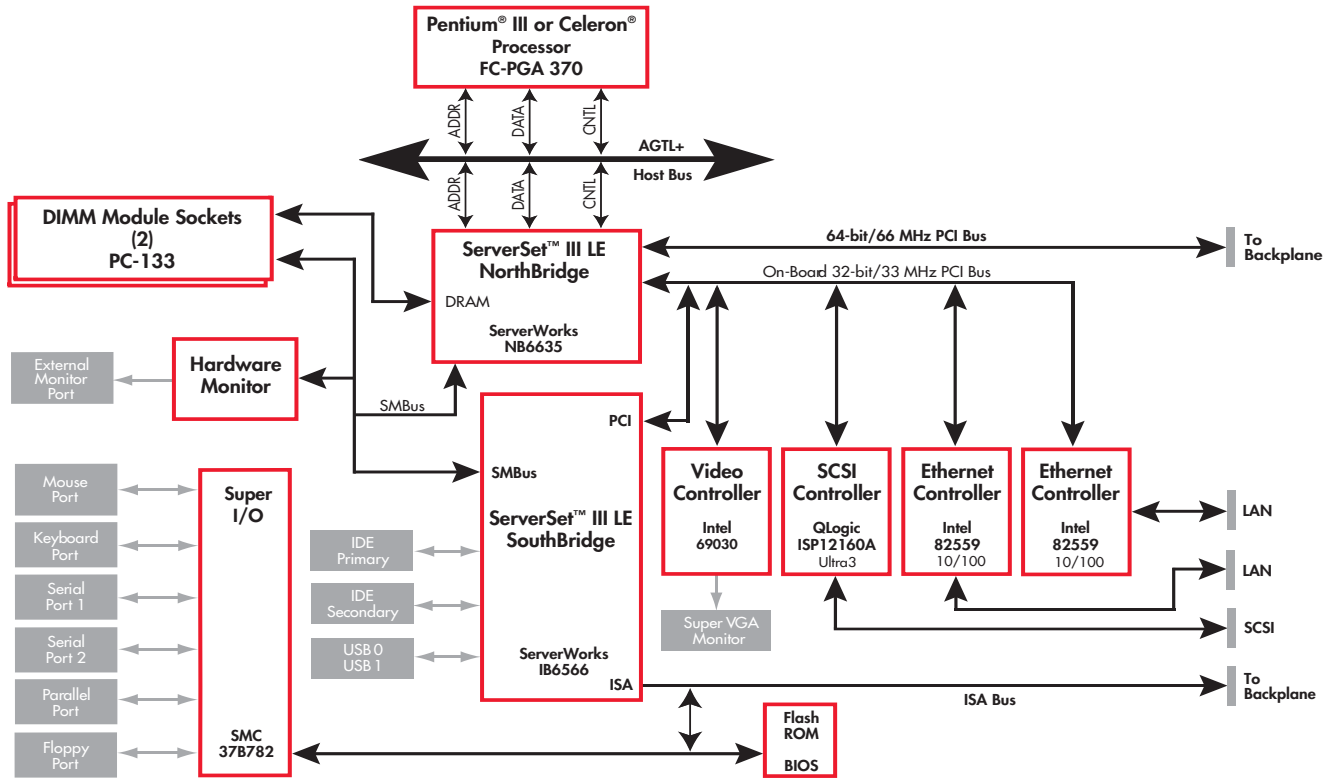 Pentium® III or Celeron®
Processor
FC-PGA 370
ADDR
DATA
CNTL
AGTL+
Host Bus
ADDR
DATA
CNTL
DIMM Module Sockets
(2)
PC-133
ServerSet™ III LE
NorthBridge
DRAM
ServerWorks
NB6635
64-bit/66 MHz PCI Bus
To
Backplane
On-Board 32-bit/33 MHz PCI Bus
External
Monitor
Port
Hardware
Monitor
SMBus
PCI
SMBus
ServerSet™ III LE
SouthBridge
ServerWorks
IB6566
ISA
Video
Controller
Intel
69030
SCSI
Controller
QLogic
ISP12160A
Ultra3
Ethernet
Controller
Intel
82559
10/100
Ethernet
Controller
Intel
82559
10/100
LAN
LAN
SCSI
Super VGA
Monitor
Mouse
Port
Keyboard
Port
Serial
Port 1
Serial
Port 2
Parallel
Port
Floppy
Port
Super
I/O
SMC
37B782
IDE
Primary
IDE
Secondary
USB 0
USB 1
ISA Bus
To
Backplane
Flash
ROM
BIOS